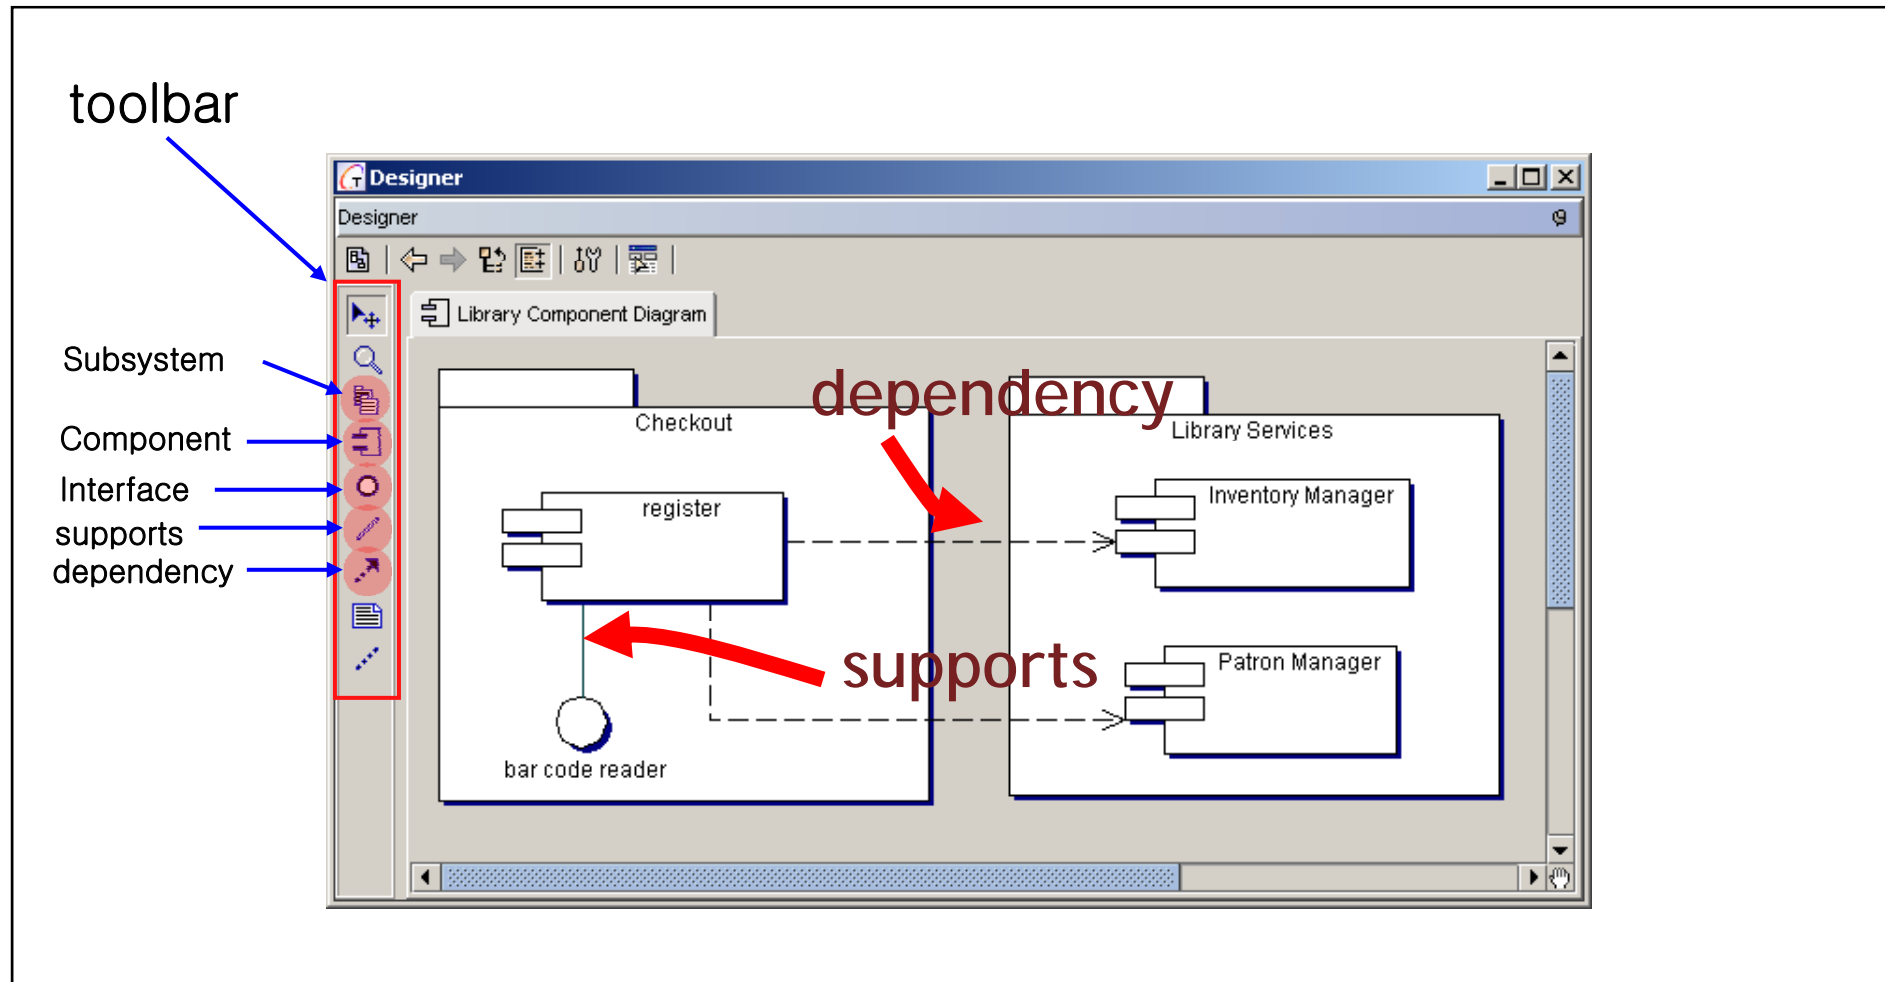 toolbar
Designer
Designer
Library Component Diagram
Subsystem
Component
Interface
supports
dependency
dependency
Checkout
Library Services
register
Inventory Manager
supports
Patron Manager
bar code reader